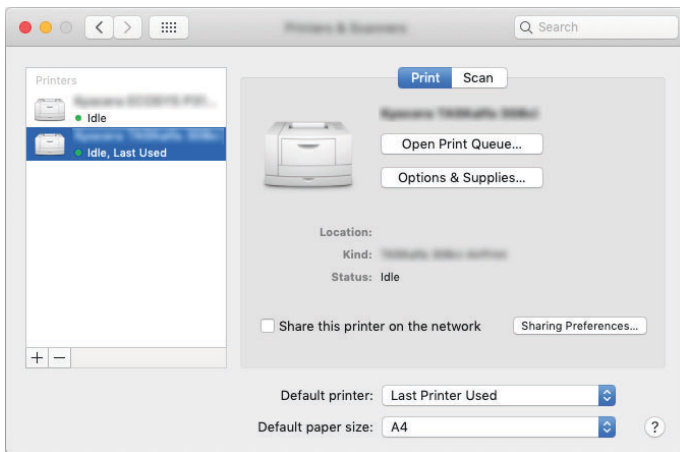 Search
Printers
Idle
Idle, Last Used
Print Scan
Open Print Queue...
Options & Supplies...
Location:
Kind:
Status: Idle
Share this printer on the network
Sharing Preferences...
+ −
Default printer: Last Printer Used
Default paper size: A4
?